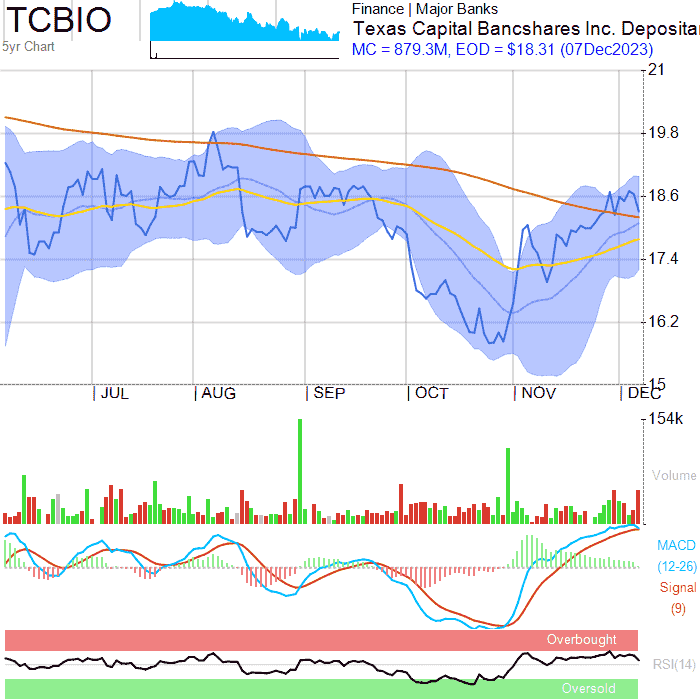 TCBIO
5yr Chart
Finance | Major Banks
Texas Capital Bancshares Inc. Deposita
MC = 879.3M, EOD = $18.31 (07Dec2023)
21
19.8
18.6
17.4
16.2
15
JUL AUG SEP OCT NOV DEC
154k
Volume
MACD
(12-26)
Signal
(9)
Overbought
RSI(14)
Oversold